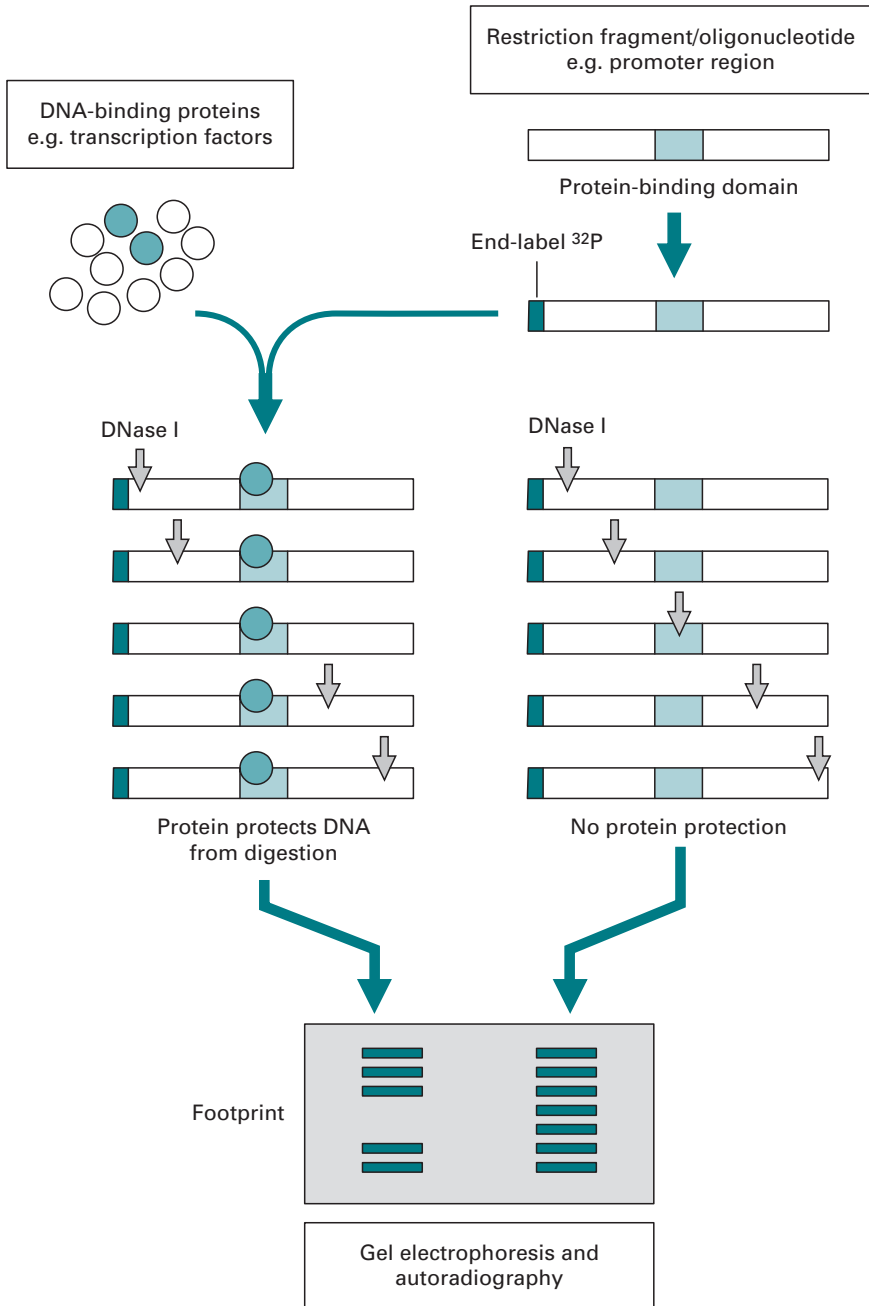 Restriction fragment/oligonucleotide
e.g. promoter region
DNA-binding proteins
e.g. transcription factors
Protein-binding domain
End-label ³²P
DNase I
DNase I
Protein protects DNA
from digestion
No protein protection
Footprint
Gel electrophoresis and
autoradiography